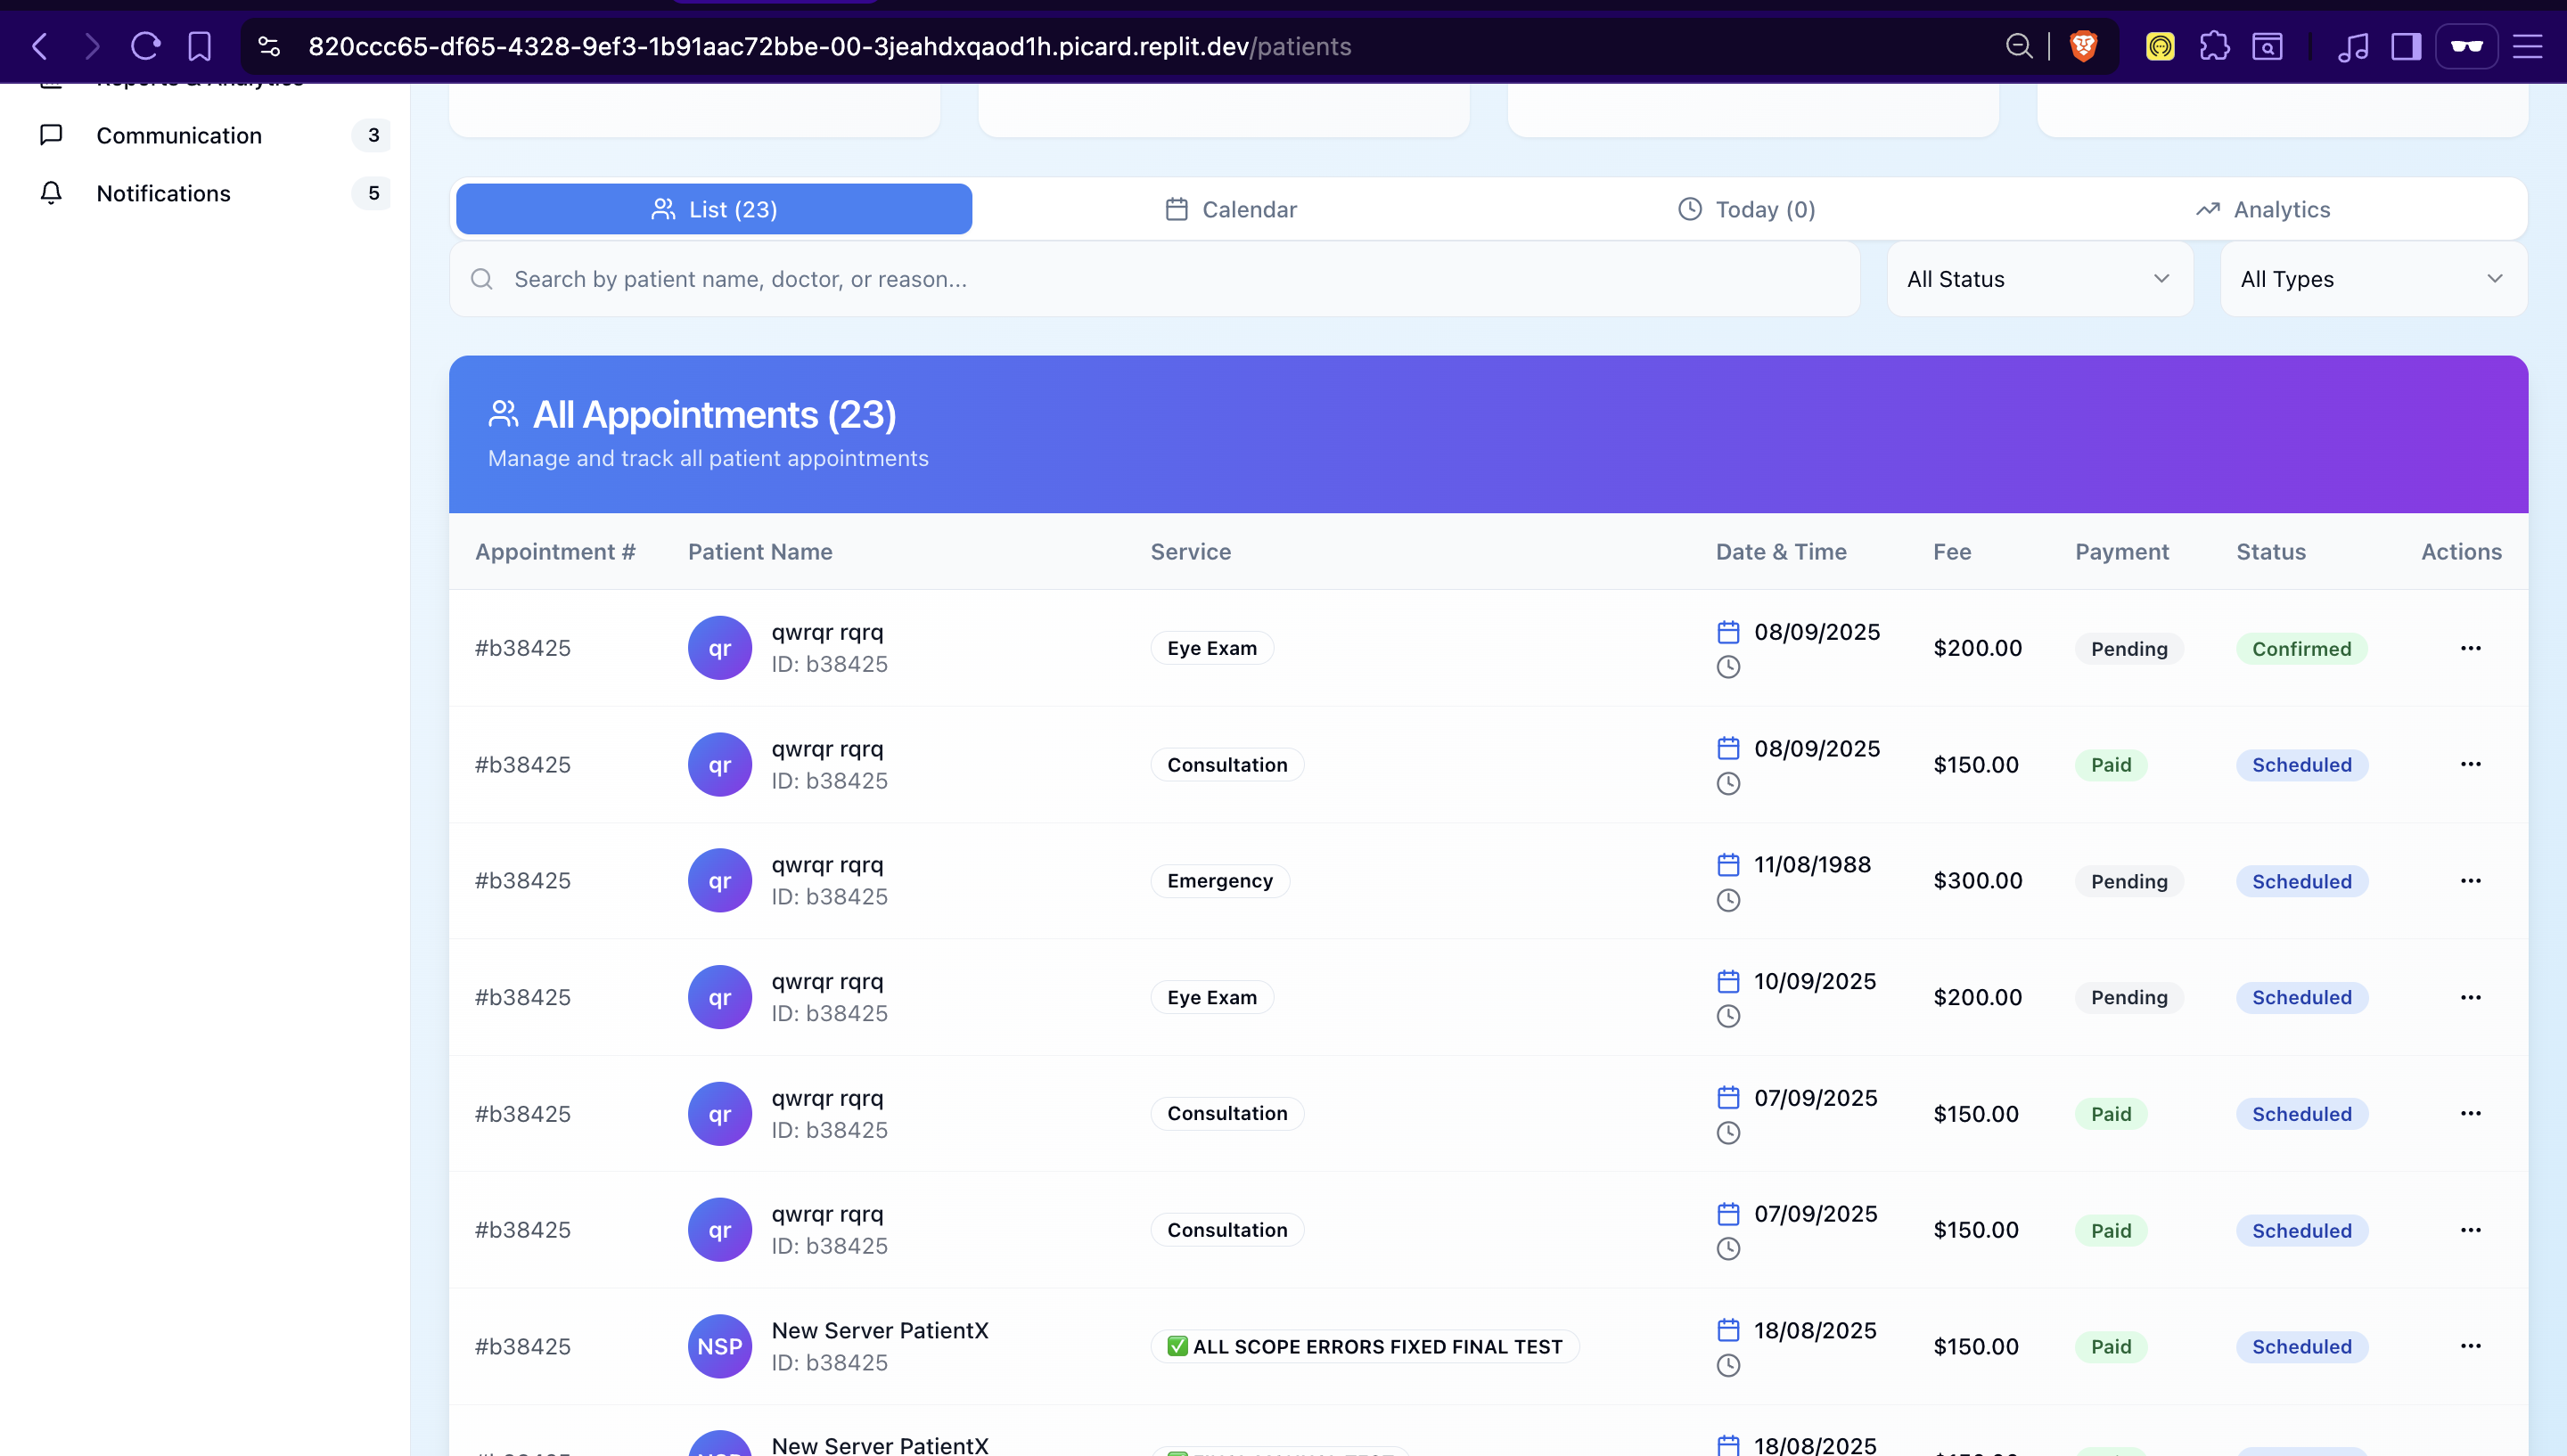 820ccc65-df65-4328-9ef3-1b91aac72bbe-00-3jeahdxqaod1h.picard.replit.dev/patients
Reports & Analytics
Communication 3
Notifications 5
List (23) Calendar Today (0) Analytics
Search by patient name, doctor, or reason... All Status All Types
All Appointments (23)
Manage and track all patient appointments
Appointment # Patient Name Service Date & Time Fee Payment Status Actions
#b38425 qr qwrqr rqrq Eye Exam 08/09/2025 $200.00 Pending Confirmed ...
ID: b38425
#b38425 qr qwrqr rqrq Consultation 08/09/2025 $150.00 Paid Scheduled ...
ID: b38425
#b38425 qr qwrqr rqrq Emergency 11/08/1988 $300.00 Pending Scheduled ...
ID: b38425
#b38425 qr qwrqr rqrq Eye Exam 10/09/2025 $200.00 Pending Scheduled ...
ID: b38425
#b38425 qr qwrqr rqrq Consultation 07/09/2025 $150.00 Paid Scheduled ...
ID: b38425
#b38425 qr qwrqr rqrq Consultation 07/09/2025 $150.00 Paid Scheduled ...
ID: b38425
#b38425 NSP New Server PatientX ✅ ALL SCOPE ERRORS FIXED FINAL TEST 18/08/2025 $150.00 Paid Scheduled ...
ID: b38425
New Server PatientX 18/08/2025